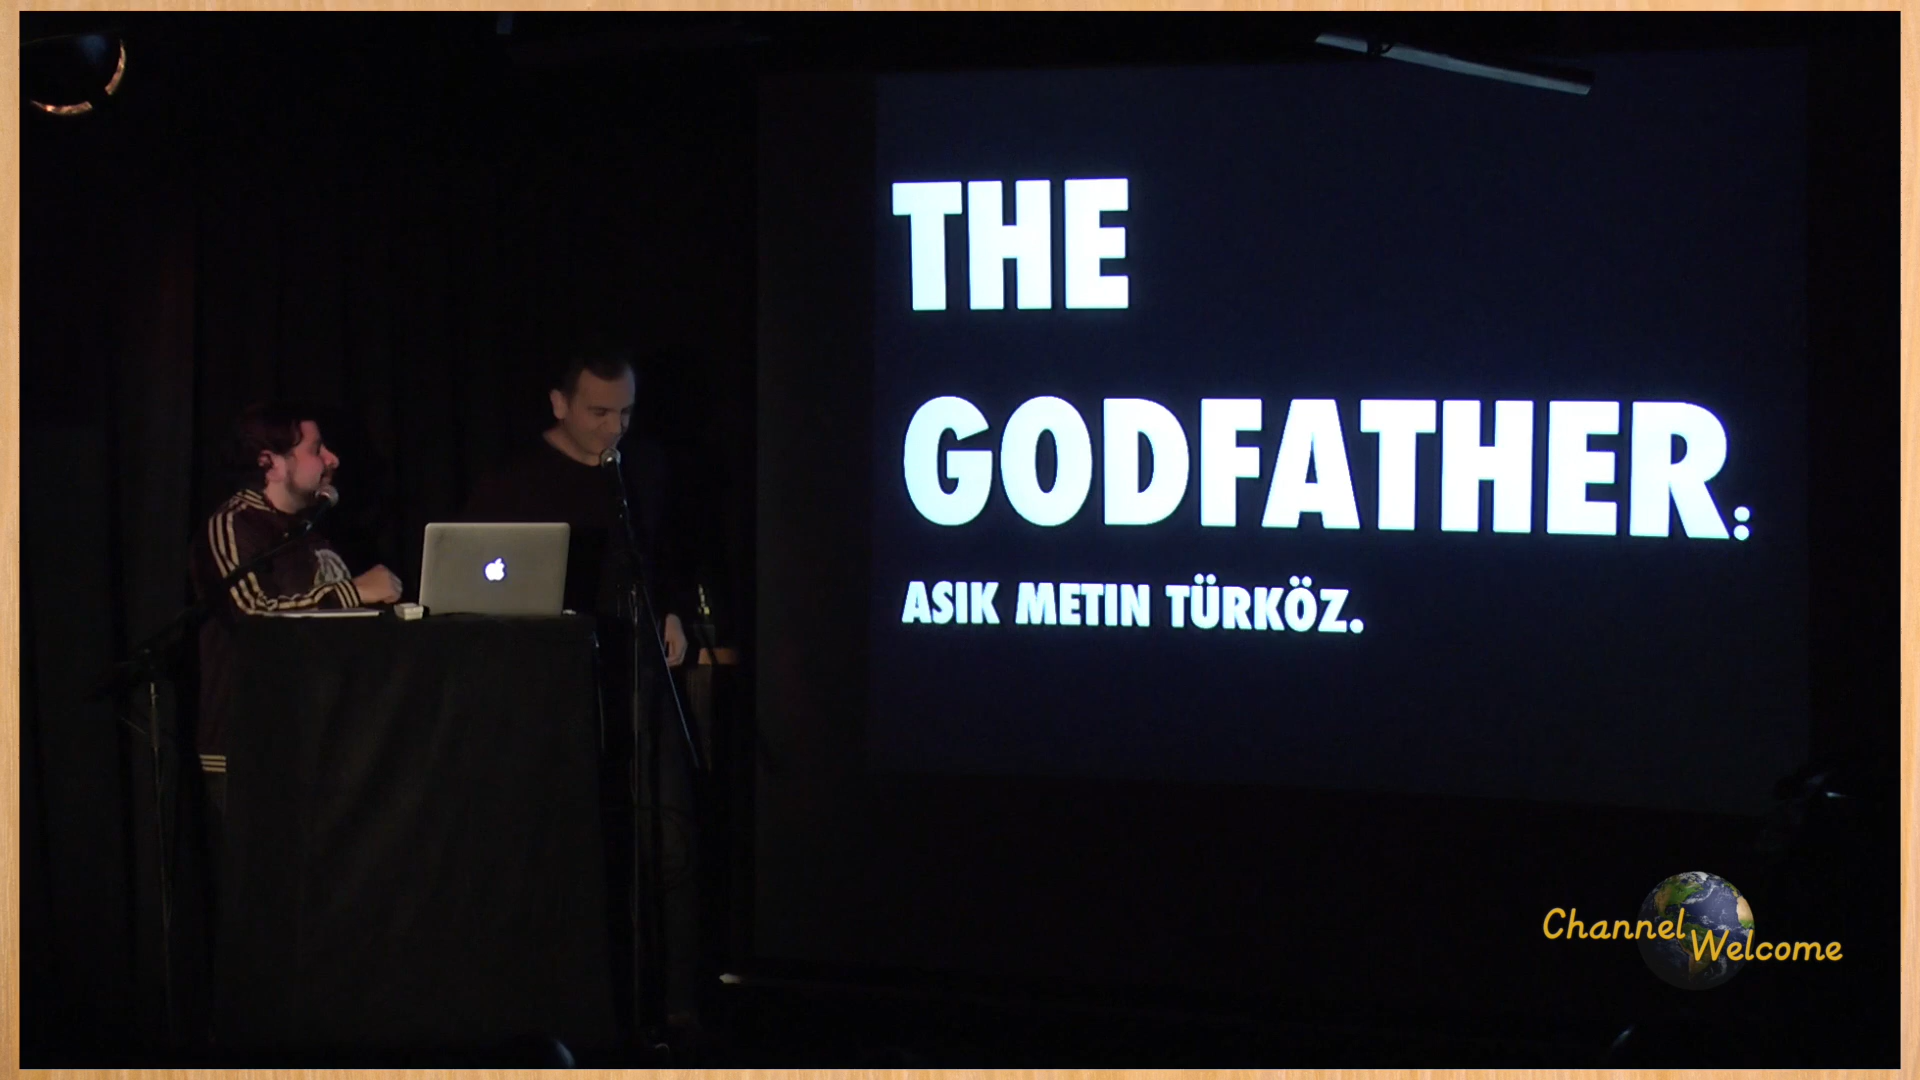 THE
GODFATHER:
ASIK METIN TÜRKÖZ.
Channel
Welcome